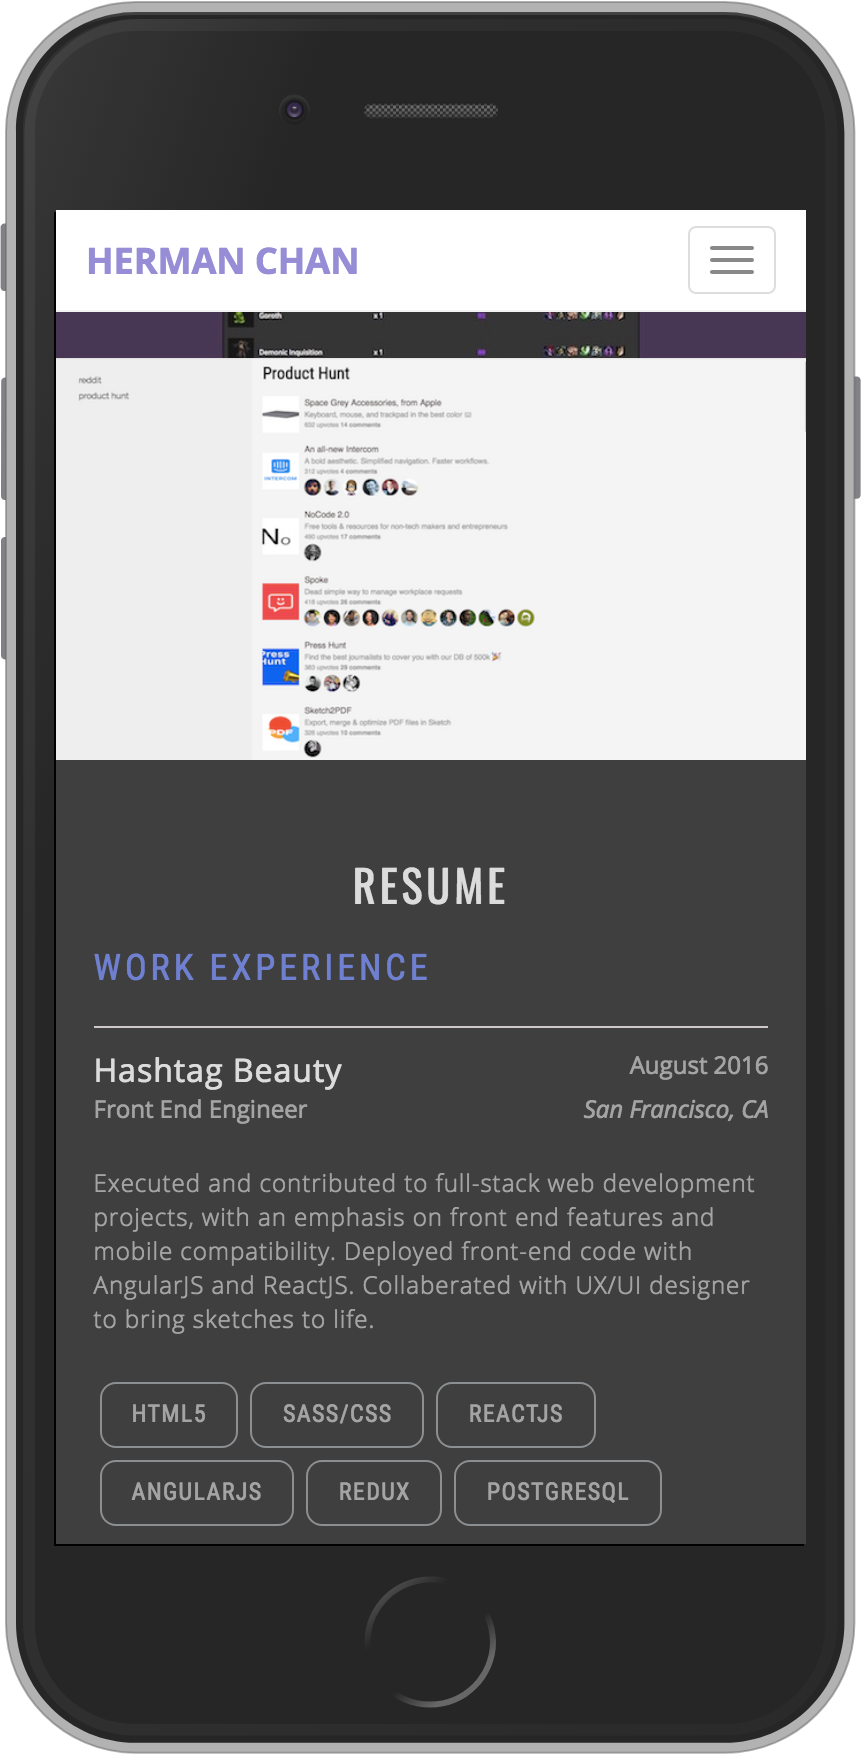 HERMAN CHAN
Goroth x 1
Demonic Inquisition x 1
reddit
product hunt
Product Hunt
Space Grey Accessories, from Apple
Keyboard, mouse, and trackpad in the best color
632 upvotes 14 comments
An all-new Intercom
A bold aesthetic. Simplified navigation. Faster workflows.
212 upvotes 4 comments
INTERCOM
NoCode 2.0
Free tools & resources for non-tech makers and entrepreneurs
490 upvotes 17 comments
No
Spoke
Dead simple way to manage workplace requests
418 upvotes 28 comments
Press Hunt
Find the best journalists to cover you with our DB of 500k 🎉
383 upvotes 29 comments
Press
Hunt
Sketch2PDF
Export, merge & optimize PDF files in Sketch
326 upvotes 10 comments
PDF
RESUME
WORK EXPERIENCE
Hashtag Beauty August 2016
Front End Engineer San Francisco, CA
Executed and contributed to full-stack web development
projects, with an emphasis on front end features and
mobile compatibility. Deployed front-end code with
AngularJS and ReactJS. Collaberated with UX/UI designer
to bring sketches to life.
HTML5 SASS/CSS REACTJS
ANGULARJS REDUX POSTGRESQL